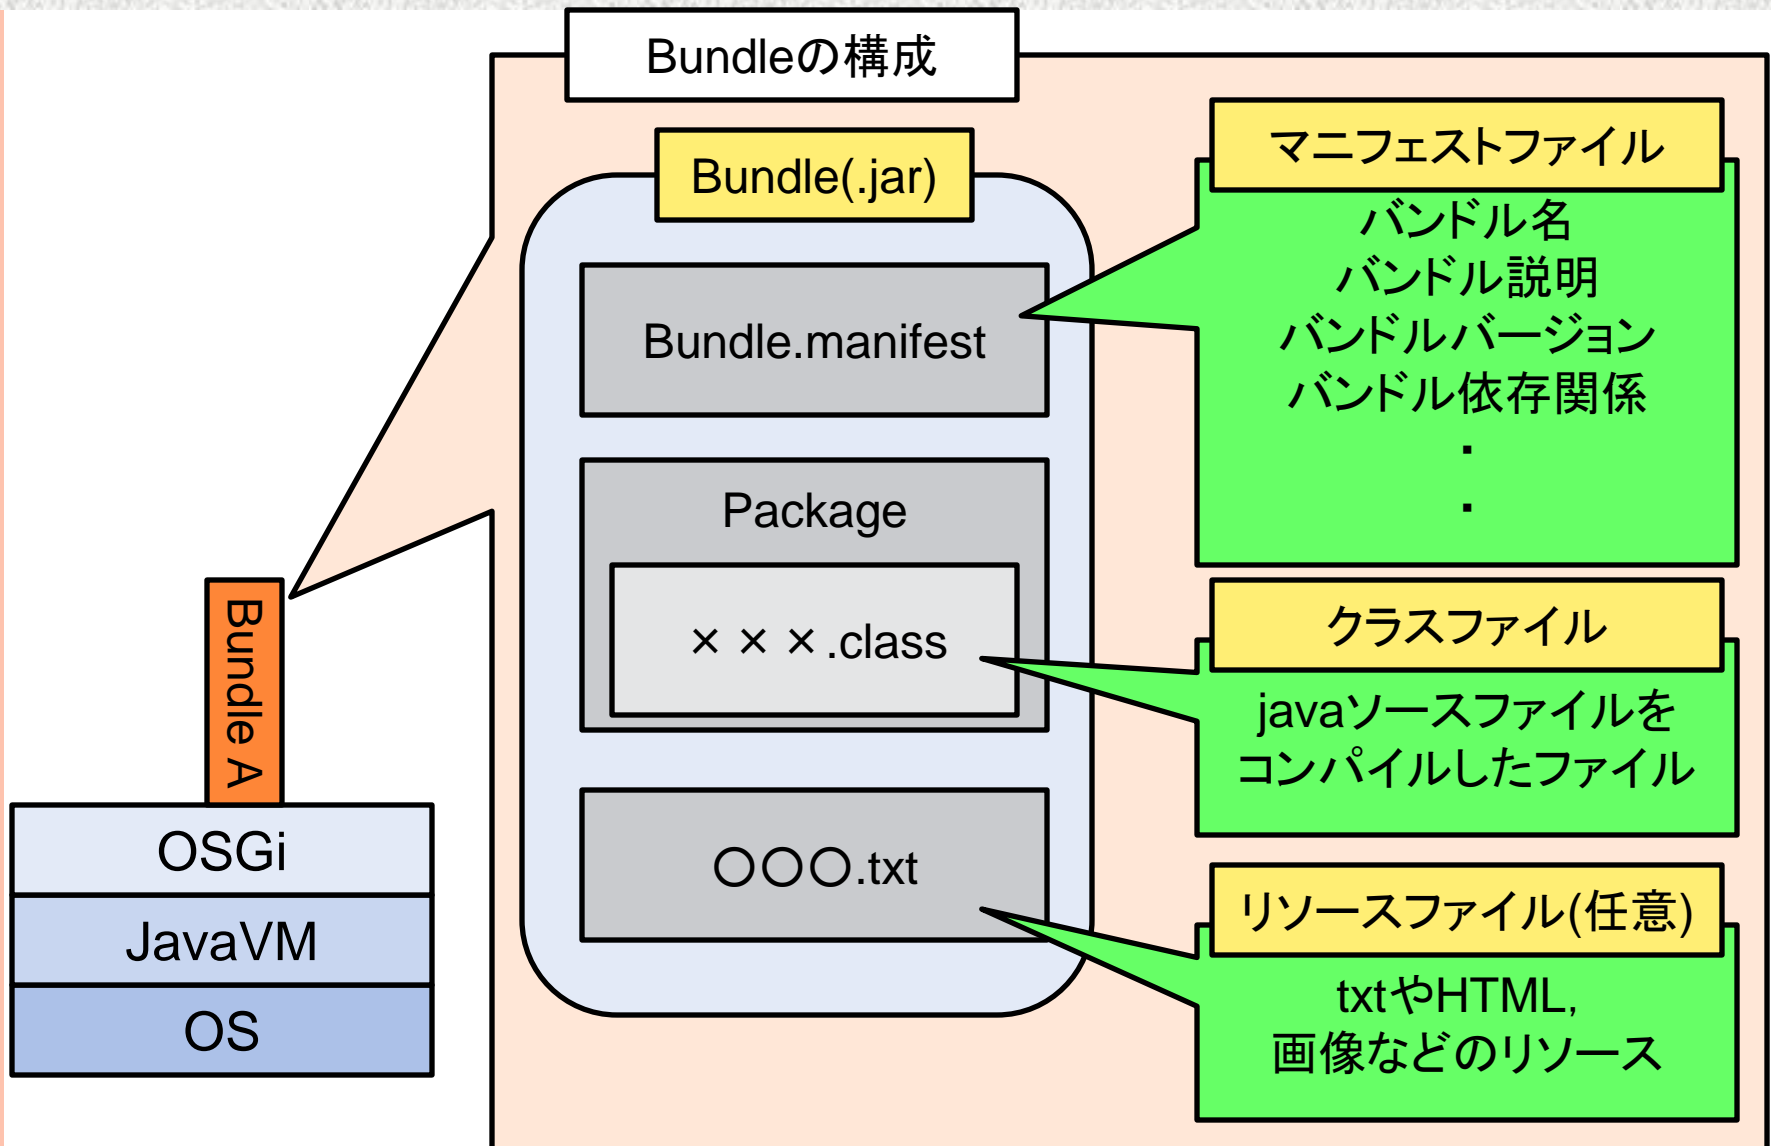 Bundleの構成
Bundle(.jar)
Bundle.manifest
Package
×××.class
〇〇〇.txt
マニフェストファイル
バンドル名
バンドル説明
バンドルバージョン
バンドル依存関係
・
・
クラスファイル
javaソースファイルを
コンパイルしたファイル
リソースファイル(任意)
txtやHTML,
画像などのリソース
Bundle A
OSGi
JavaVM
OS